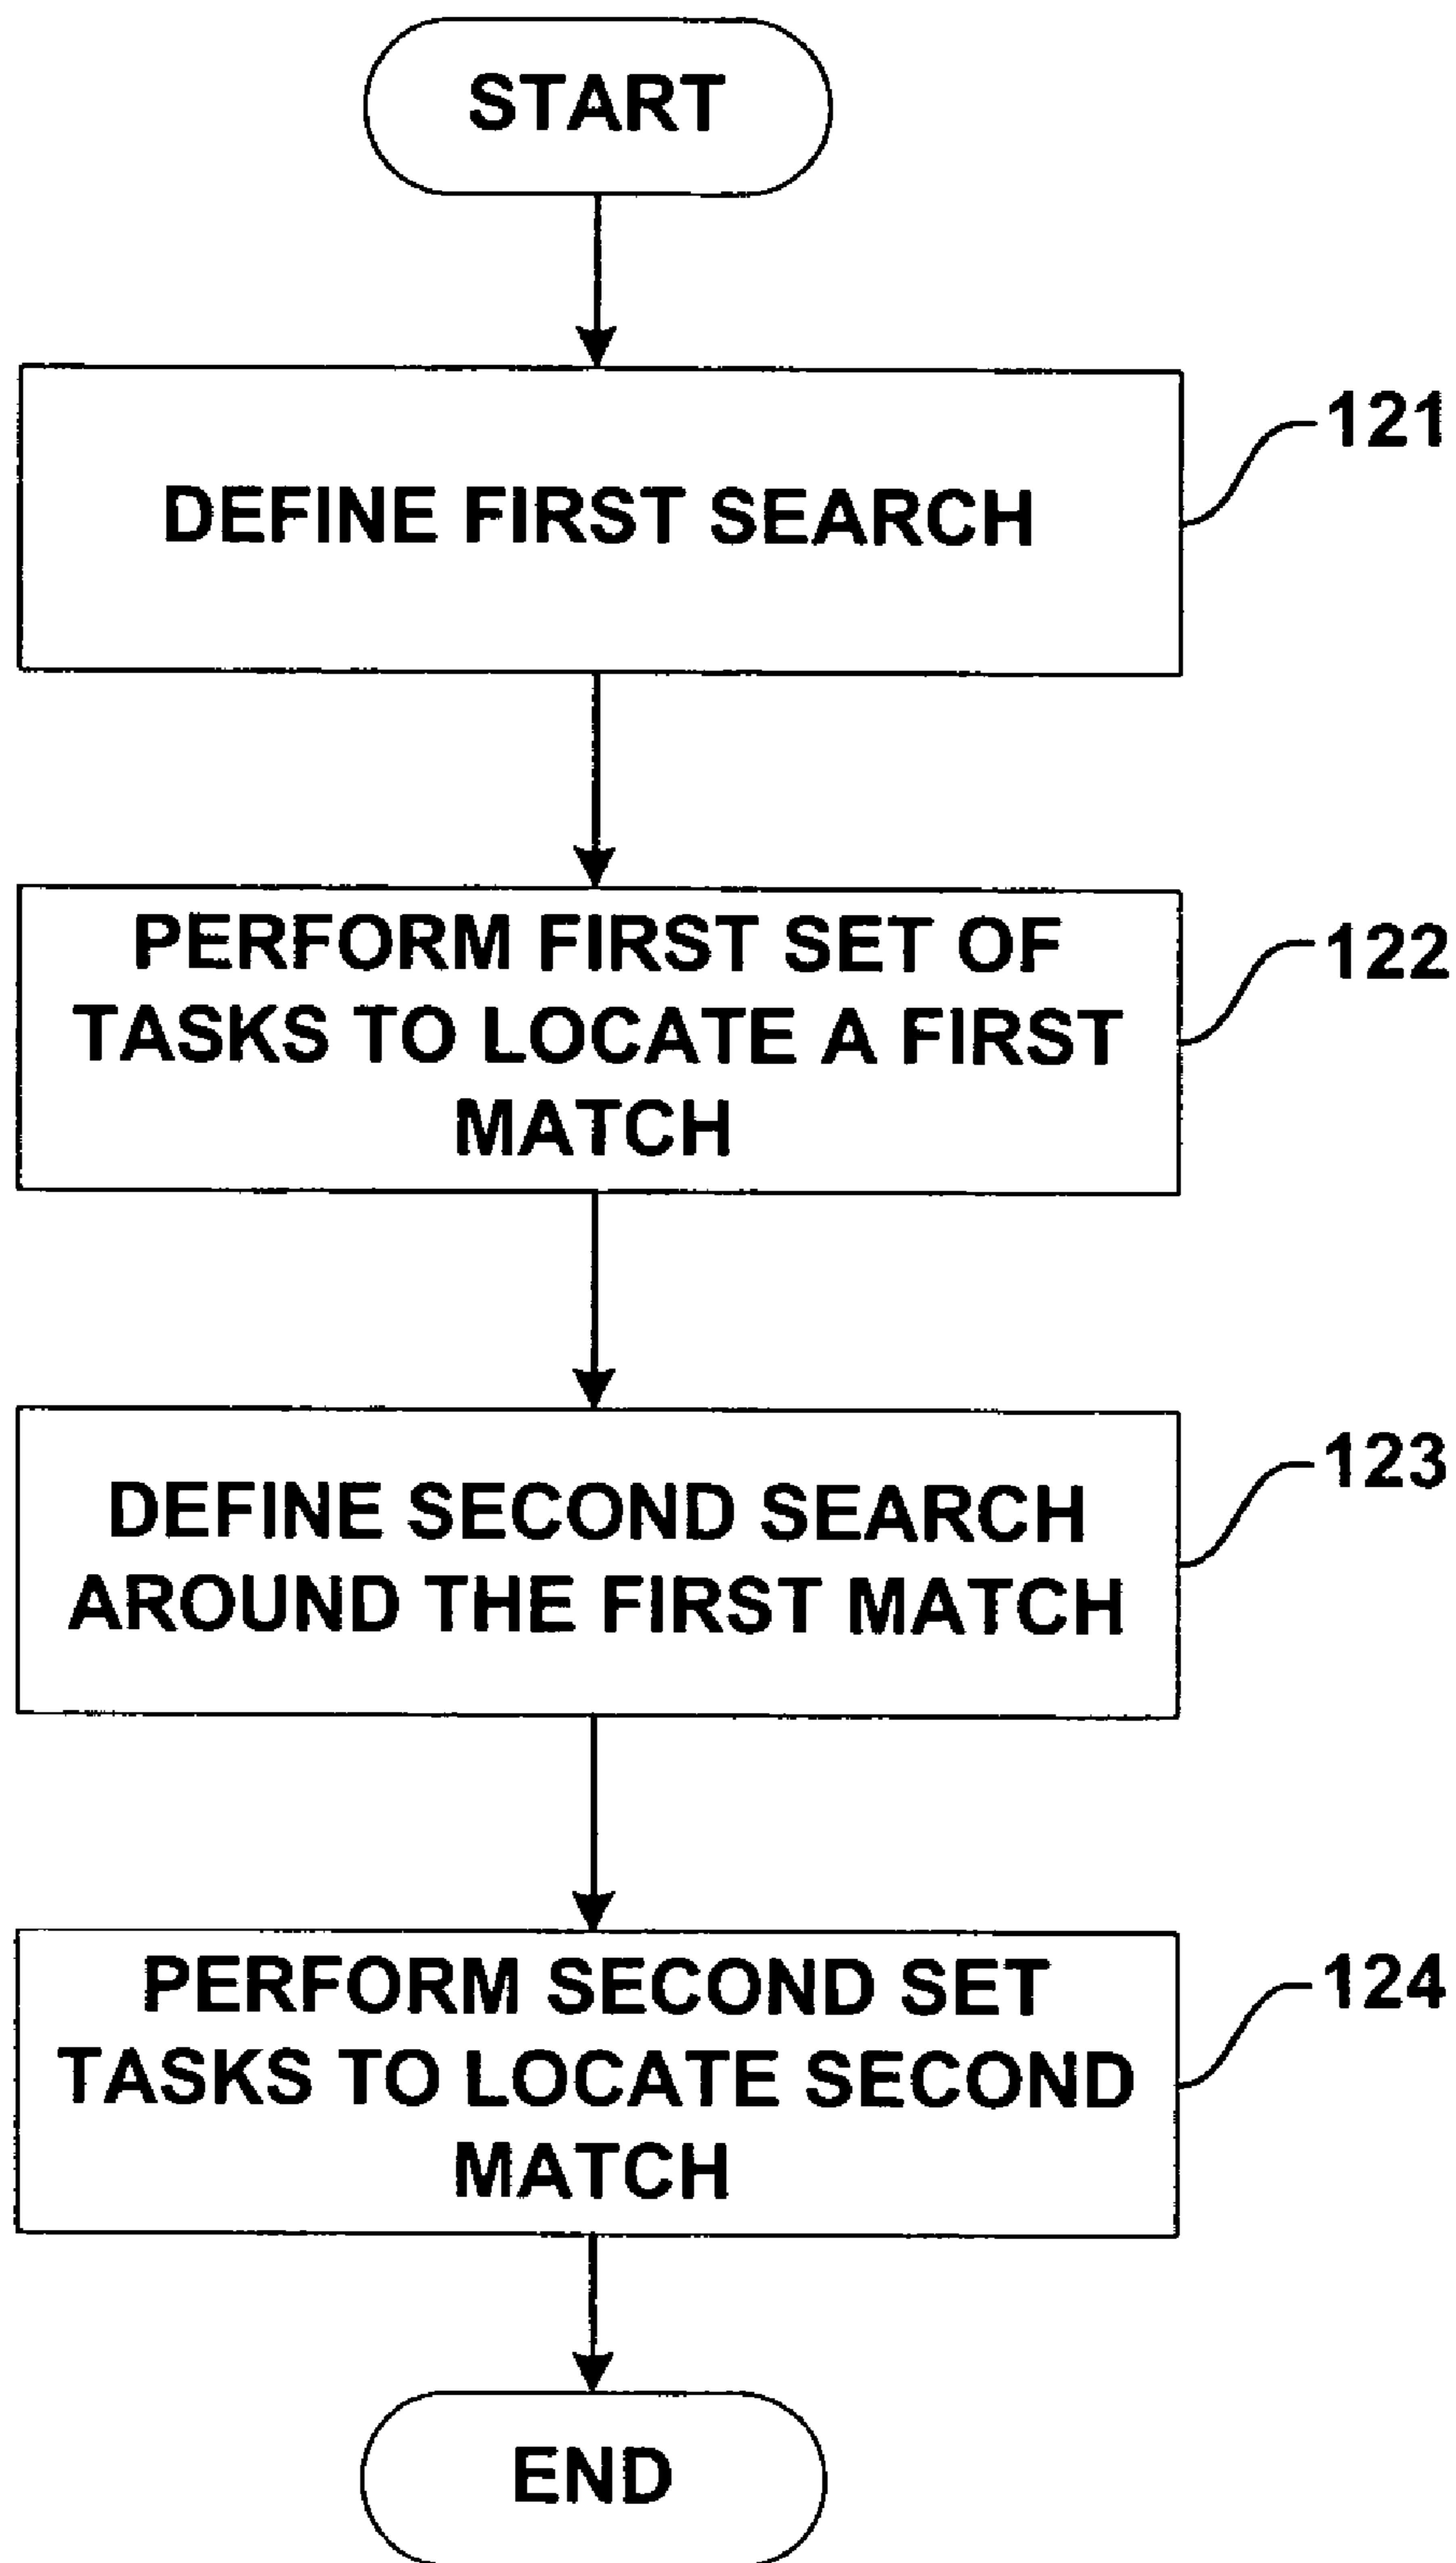 START
DEFINE FIRST SEARCH
121
PERFORM FIRST SET OF
TASKS TO LOCATE A FIRST
MATCH
122
DEFINE SECOND SEARCH
AROUND THE FIRST MATCH
123
PERFORM SECOND SET
TASKS TO LOCATE SECOND
MATCH
124
END